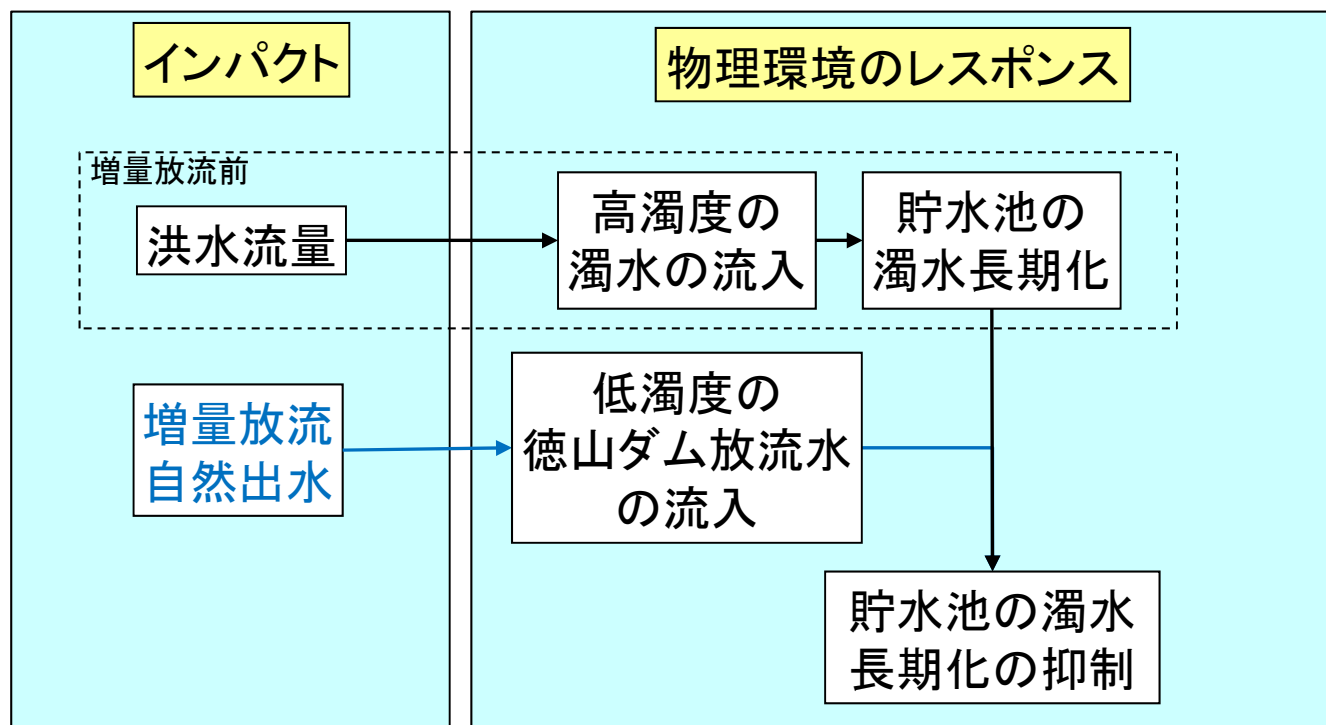 インパクト
物理環境のレスポンス
増量放流前
洪水流量
高濁度の
濁水の流入
貯水池の
濁水長期化
増量放流
自然出水
低濁度の
徳山ダム放流水
の流入
貯水池の濁水
長期化の抑制